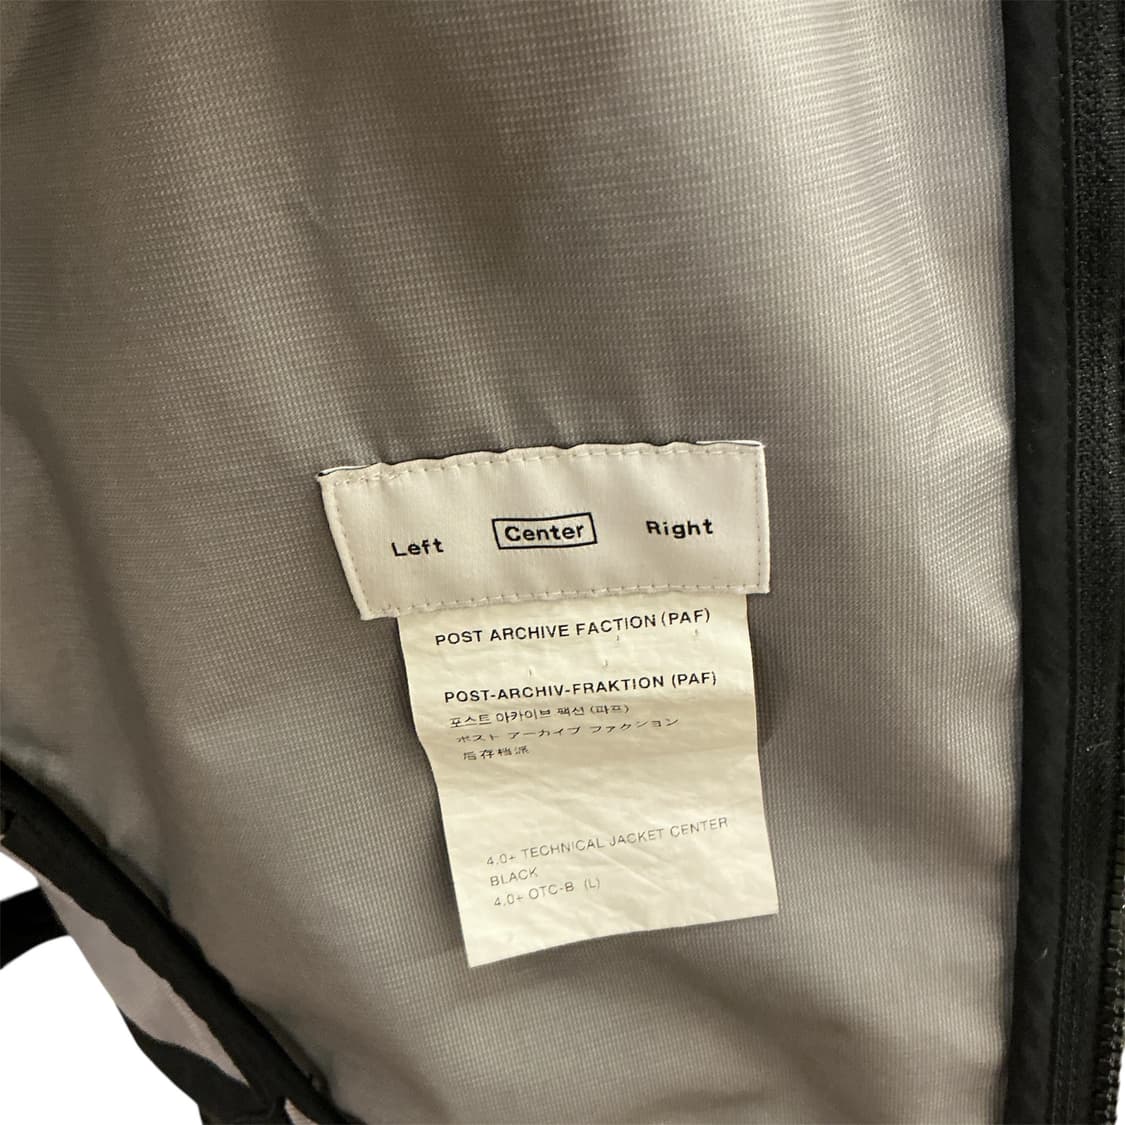 Left Center Right
POST ARCHIVE FACTION (PAF)
POST-ARCHIV-FRAKTION (PAF)
포스트 아카이브 팩션 (파프)
ポスト アーカイブ ファクション
后存档派
4.0+ TECHNICAL JACKET CENTER
BLACK
4.0+ OTC-B (L)